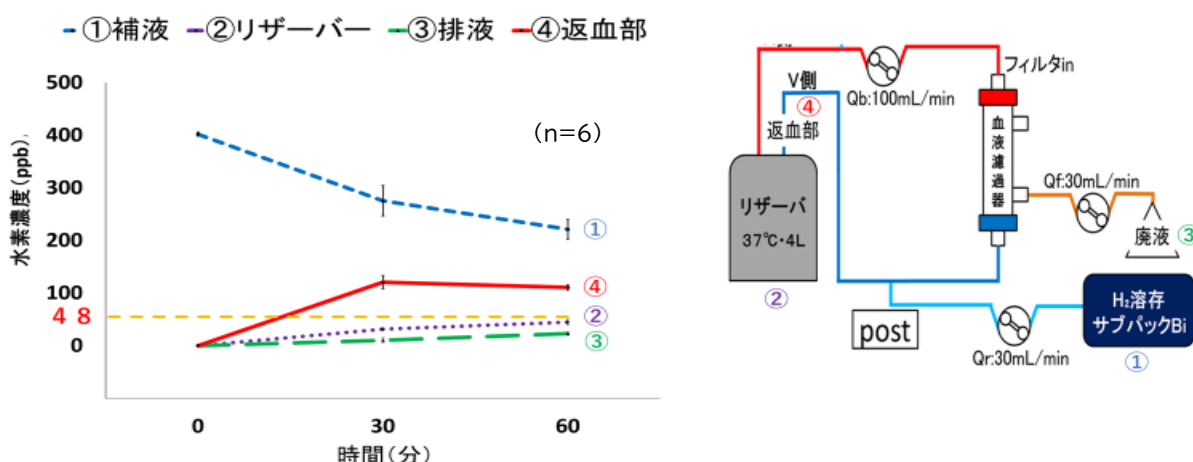 ①補液 ②リザーバー ③排液 ④返血部
水素濃度(ppb)
500
400
300
200
100
48
0
(n=6)
①
④
②
③
0 30 60
時間(分)
V側
④
返血部
Qb:100mL/min
フィルタin
血液濾過器
Qf:30mL/min
廃液 ③
リザーバ
37℃・4L
②
post
Qr:30mL/min
H₂溶存
サブパックBi
①